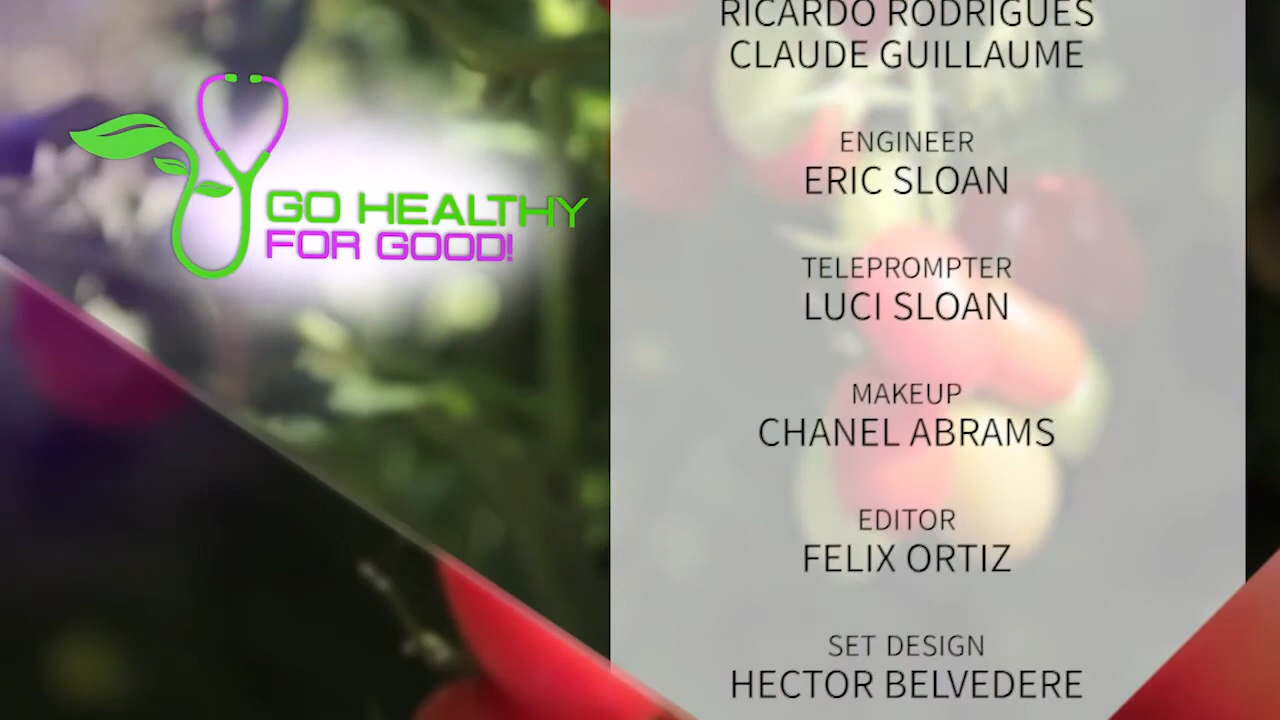 GO HEALTHY
FOR GOOD!
RICARDO RODRIGUES
CLAUDE GUILLAUME
ENGINEER
ERIC SLOAN
TELEPROMPTER
LUCI SLOAN
MAKEUP
CHANEL ABRAMS
EDITOR
FELIX ORTIZ
SET DESIGN
HECTOR BELVEDERE